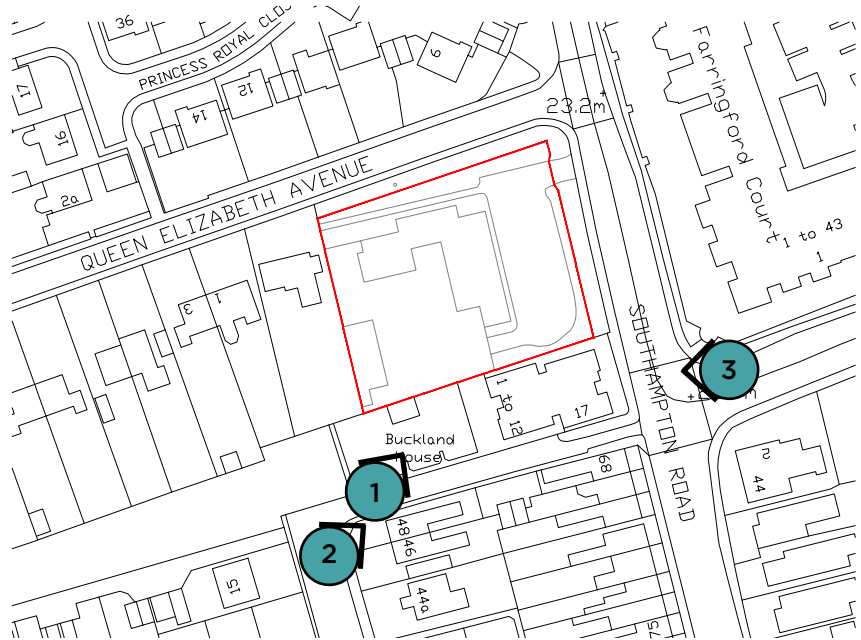 36
PRINCESS ROYAL CLOS
6
12
14
17
16
2a
23.2m
Farringford Court
1 to 43
1
QUEEN ELIZABETH AVENUE
1
3
SOUTHAMPTON ROAD
3
m
1 to 12
17
Buckland
House
1
2
68
48
46
44a
15
2
44